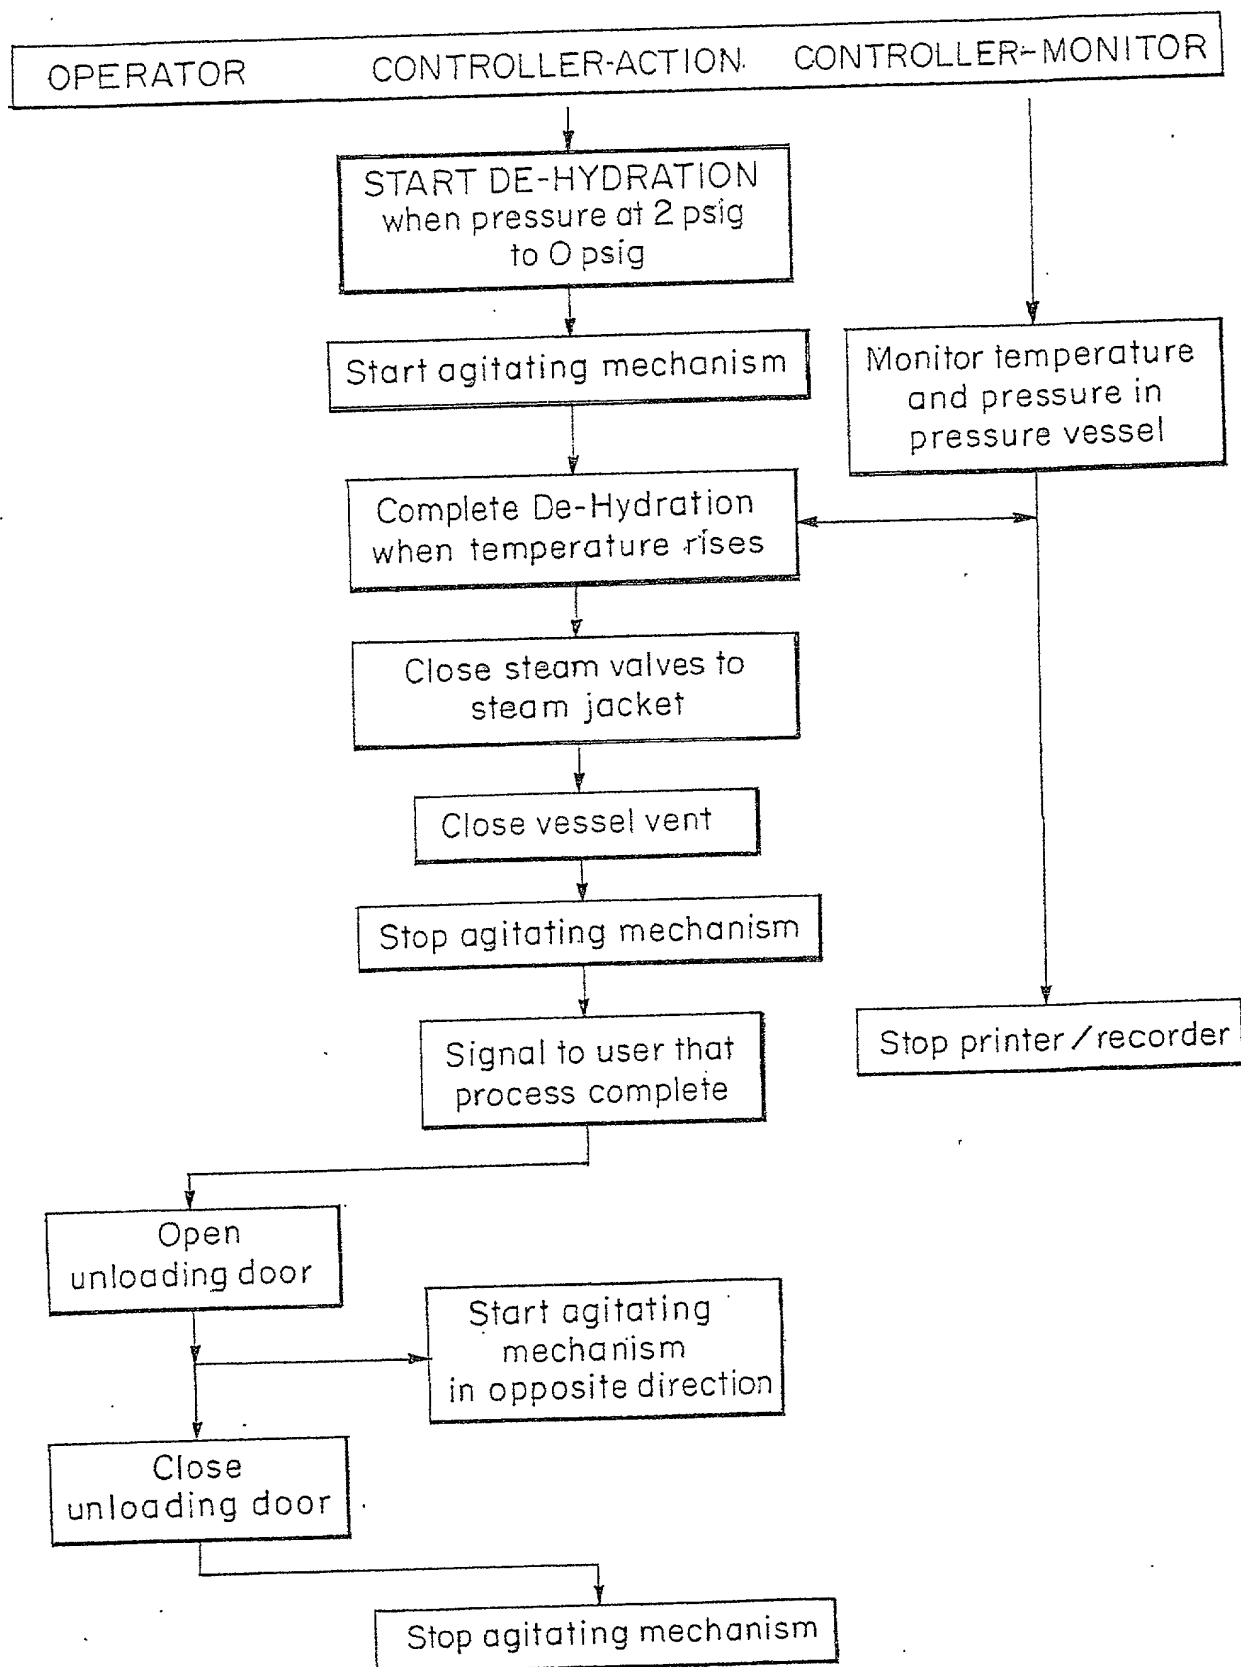 OPERATOR CONTROLLER-ACTION. CONTROLLER-MONITOR
START DE-HYDRATION
when pressure at 2 psig
to 0 psig
Start agitating mechanism
Monitor temperature
and pressure in
pressure vessel
Complete De-Hydration
when temperature rises
Close steam valves to
steam jacket
Close vessel vent
Stop agitating mechanism
Signal to user that
process complete
Stop printer/recorder
Open
unloading door
Start agitating
mechanism
in opposite direction
Close
unloading door
Stop agitating mechanism